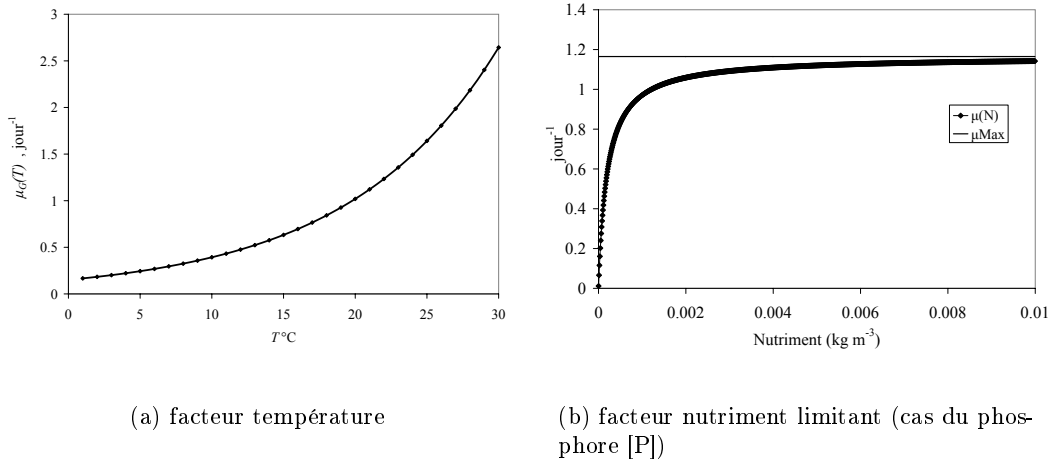 3
2.5
2
1.5
1
0.5
0
μG(T) , jour-1
0 5 10 15 20 25 30
T°C
(a) facteur température
1.4
1.2
1
0.8
0.6
0.4
0.2
0
jour-1
μ(N)
μMax
0 0.002 0.004 0.006 0.008 0.01
Nutriment (kg m-3)
(b) facteur nutriment limitant (cas du phos-
phore [P])